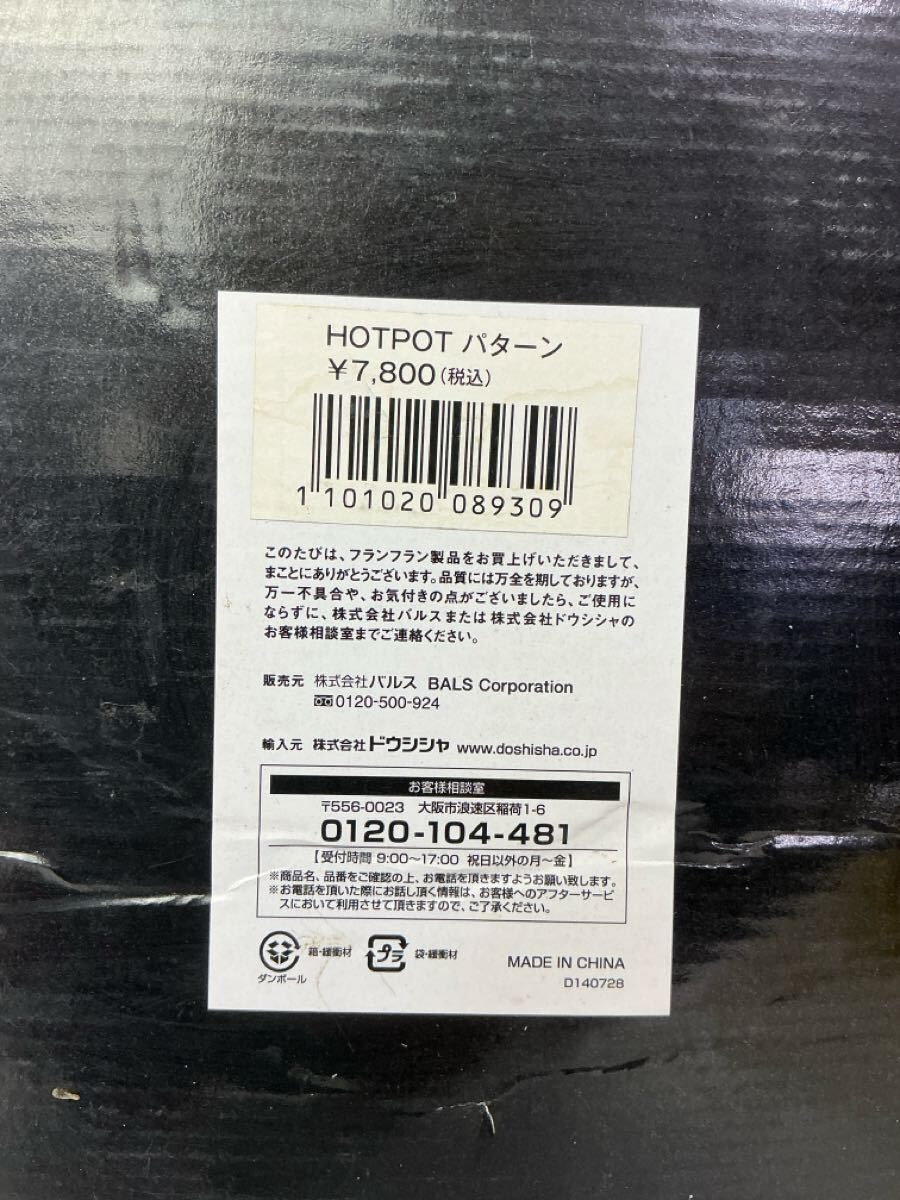 HOTPOT パターン
￥7,800(税込)
1 101020 089309
このたびは、フランフラン製品をお買上げいただきまして、
まことにありがとうございます。品質には万全を期しておりますが、
万一不具合や、お気付きの点がございましたら、ご使用に
ならずに、株式会社バルスまたは株式会社ドウシシャの
お客様相談室までご連絡ください。
販売元 株式会社バルス BALS Corporation
0120-500-924
輸入元 株式会社ドウシシャ www.doshisha.co.jp
お客様相談室
〒556-0023 大阪市浪速区稲荷1-6
0120-104-481
【受付時間 9:00〜17:00 祝日以外の月〜金】
※商品名、品番をご確認の上、お電話を頂きますようお願い致します。
※お電話を頂いた際にお話し頂く情報は、お客様へのアフターサービ
スにおいて利用させて頂きますので、ご了承ください。
箱・緩衝材 プラ 袋・緩衝材
ダンボール
MADE IN CHINA
D140728